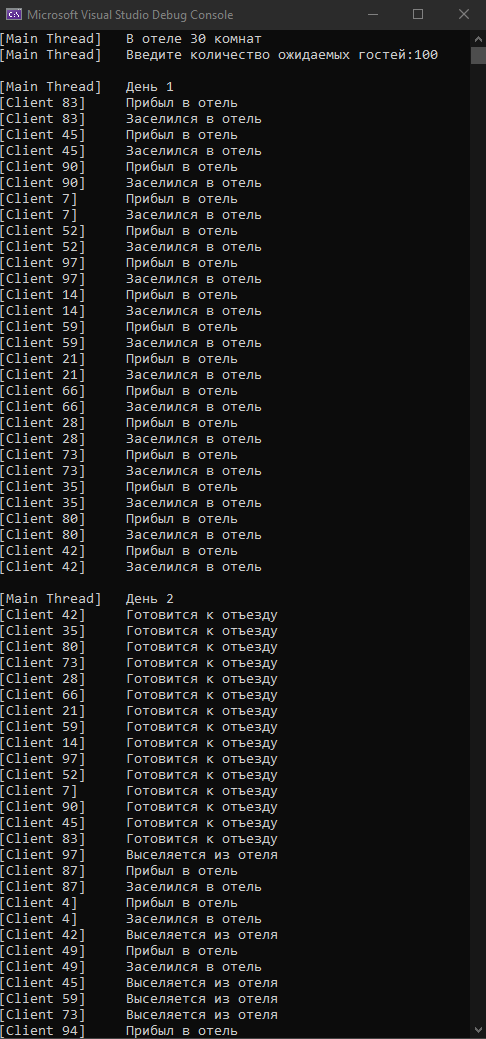 Microsoft Visual Studio Debug Console
[Main Thread] В отеле 30 комнат
[Main Thread] Введите количество ожидаемых гостей:100
[Main Thread] День 1
[Client 83] Прибыл в отель
[Client 83] Заселился в отель
[Client 45] Прибыл в отель
[Client 45] Заселился в отель
[Client 90] Прибыл в отель
[Client 90] Заселился в отель
[Client 7] Прибыл в отель
[Client 7] Заселился в отель
[Client 52] Прибыл в отель
[Client 52] Заселился в отель
[Client 97] Прибыл в отель
[Client 97] Заселился в отель
[Client 14] Прибыл в отель
[Client 14] Заселился в отель
[Client 59] Прибыл в отель
[Client 59] Заселился в отель
[Client 21] Прибыл в отель
[Client 21] Заселился в отель
[Client 66] Прибыл в отель
[Client 66] Заселился в отель
[Client 28] Прибыл в отель
[Client 28] Заселился в отель
[Client 73] Прибыл в отель
[Client 73] Заселился в отель
[Client 35] Прибыл в отель
[Client 35] Заселился в отель
[Client 80] Прибыл в отель
[Client 80] Заселился в отель
[Client 42] Прибыл в отель
[Client 42] Заселился в отель
[Main Thread] День 2
[Client 42] Готовится к отъезду
[Client 35] Готовится к отъезду
[Client 80] Готовится к отъезду
[Client 73] Готовится к отъезду
[Client 28] Готовится к отъезду
[Client 66] Готовится к отъезду
[Client 21] Готовится к отъезду
[Client 59] Готовится к отъезду
[Client 14] Готовится к отъезду
[Client 97] Готовится к отъезду
[Client 52] Готовится к отъезду
[Client 7] Готовится к отъезду
[Client 90] Готовится к отъезду
[Client 45] Готовится к отъезду
[Client 83] Готовится к отъезду
[Client 97] Выселяется из отеля
[Client 87] Прибыл в отель
[Client 87] Заселился в отель
[Client 4] Прибыл в отель
[Client 4] Заселился в отель
[Client 42] Выселяется из отеля
[Client 49] Прибыл в отель
[Client 49] Заселился в отель
[Client 45] Выселяется из отеля
[Client 59] Выселяется из отеля
[Client 73] Выселяется из отеля
[Client 94] Прибыл в отель